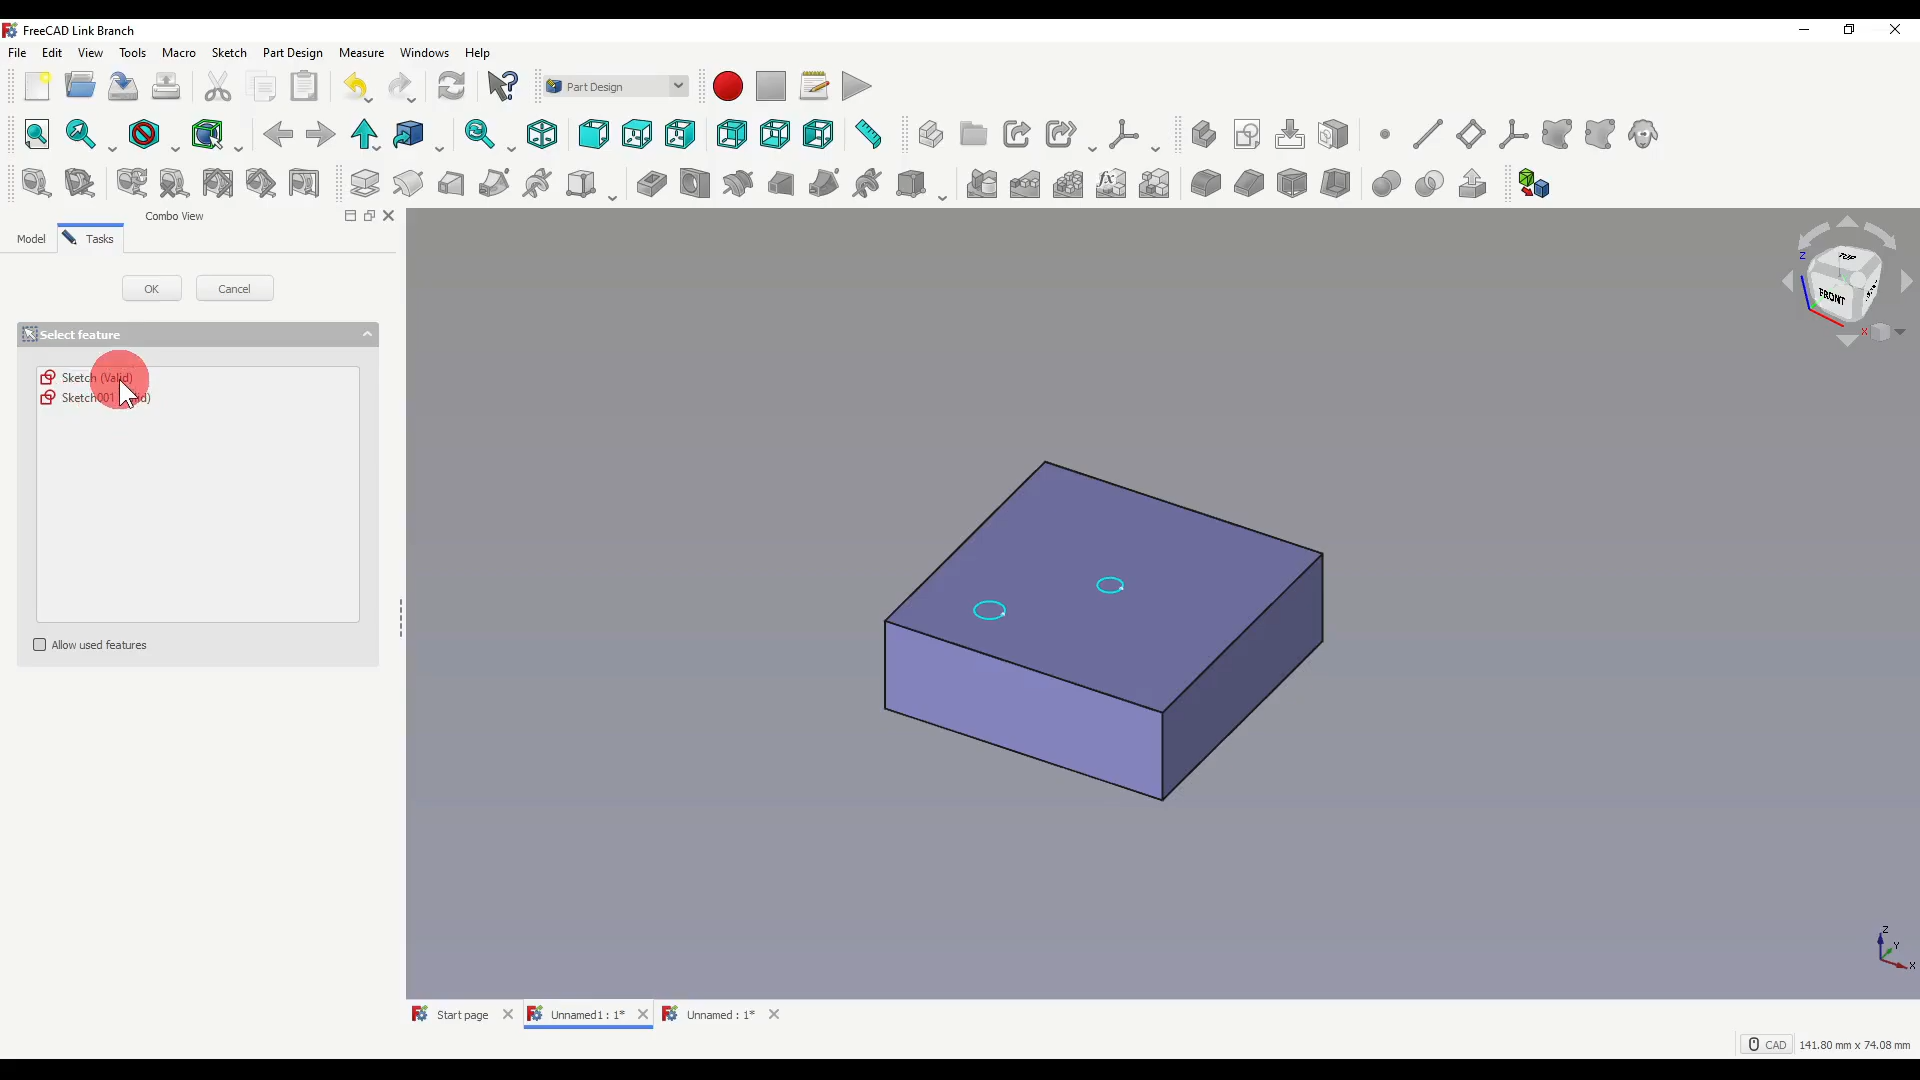 FreeCAD Link Branch
File Edit View Tools Macro Sketch Part Design Measure Windows Help
Part Design
Combo View
Model Tasks
OK Cancel
Select feature
Sketch (Valid)
Sketch001
Allow used features
TOP
FRONT
Z
X
Z
Y
X
Start page Unnamed1 : 1* Unnamed : 1*
CAD 141.80 mm x 74.08 mm